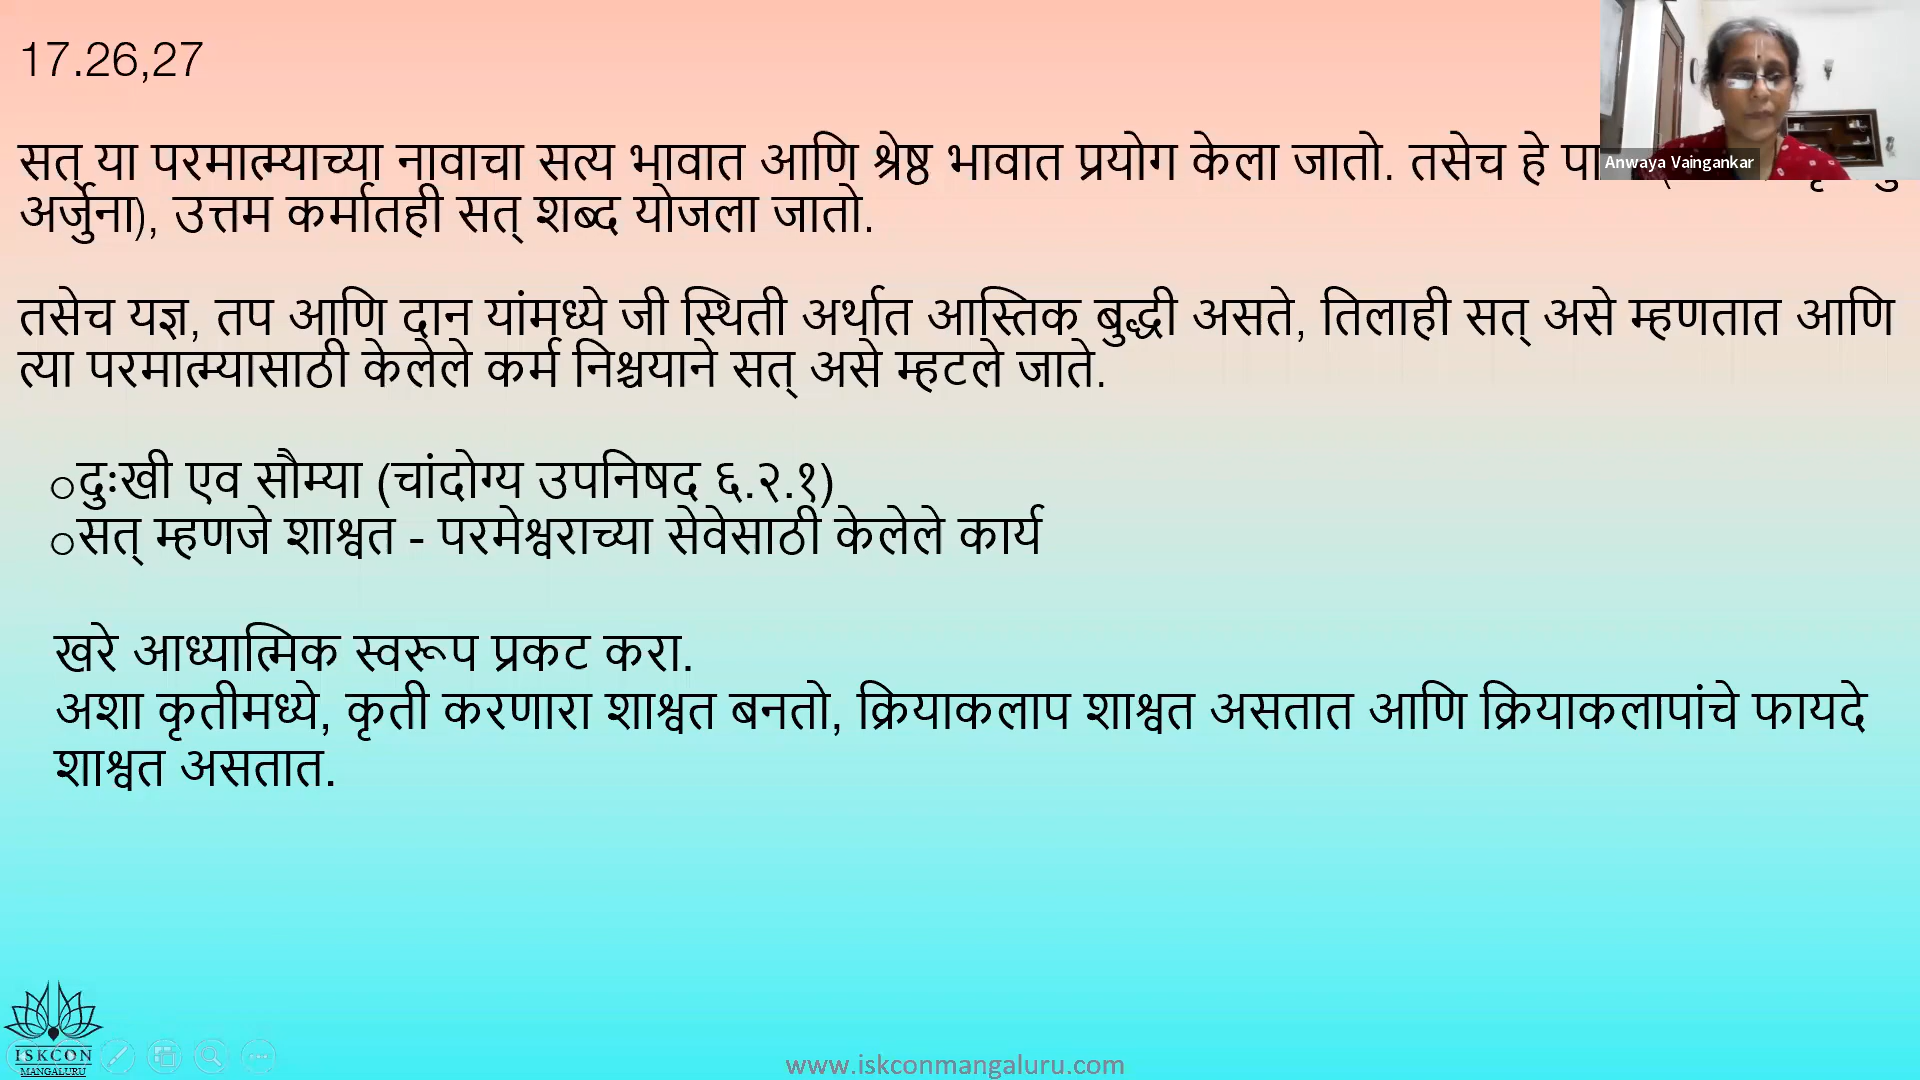 17.26,27
सत् या परमात्म्याच्या नावाचा सत्य भावात आणि श्रेष्ठ भावात प्रयोग केला जातो. तसेच हे
Anwaya Vaingankar
अर्जुना), उत्तम कर्मातही सत् शब्द योजला जातो.
तसेच यज्ञ, तप आणि दान यांमध्ये जी स्थिती अर्थात आस्तिक बुद्धी असते, तिलाही सत् असे म्हणतात आणि
त्या परमात्म्यासाठी केलेले कर्म निश्चयाने सत् असे म्हटले जाते.
○दुःखी एव सौम्या (चांदोग्य उपनिषद ६.२.१)
○सत् म्हणजे शाश्वत - परमेश्वराच्या सेवेसाठी केलेले कार्य
खरे आध्यात्मिक स्वरूप प्रकट करा.
अशा कृतीमध्ये, कृती करणारा शाश्वत बनतो, क्रियाकलाप शाश्वत असतात आणि क्रियाकलापांचे फायदे
शाश्वत असतात.
ISKCON
MANGALURU
www.iskconmangaluru.com